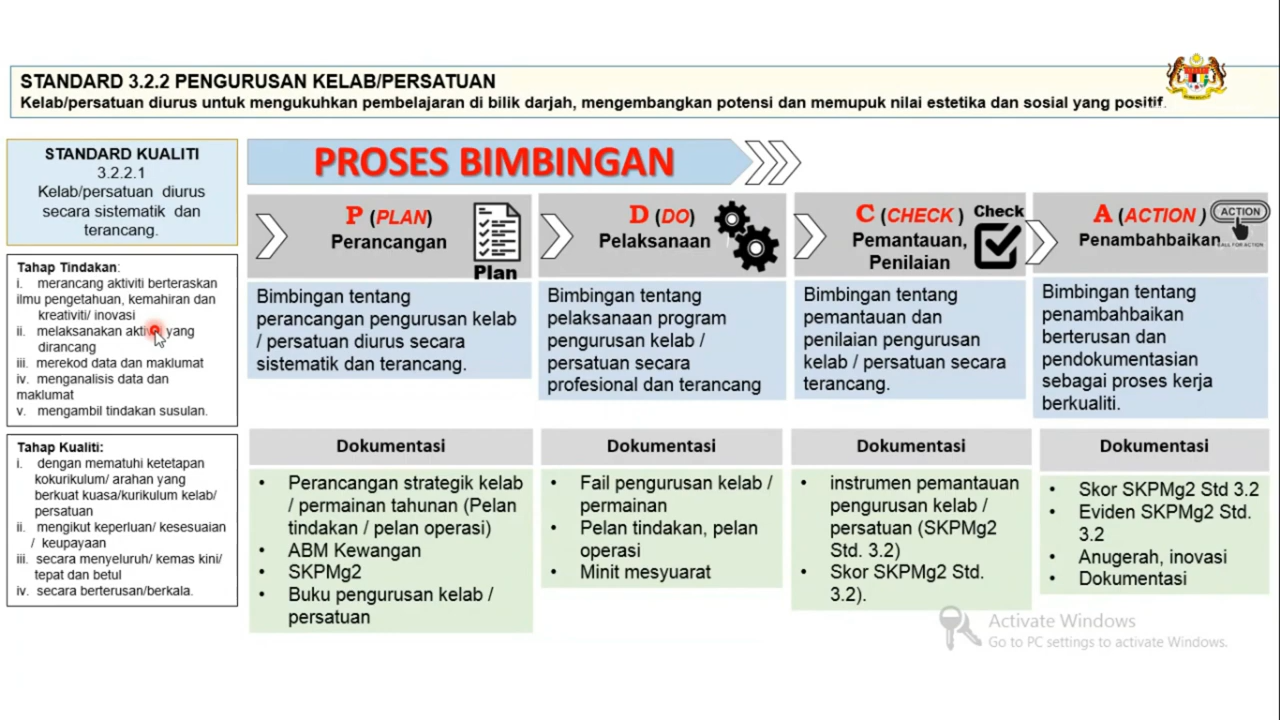 STANDARD 3.2.2 PENGURUSAN KELAB/PERSATUAN
Kelab/persatuan diurus untuk mengukuhkan pembelajaran di bilik darjah, mengembangkan potensi dan memupuk nilai estetika dan sosial yang positif.
STANDARD KUALITI
3.2.2.1
Kelab/persatuan diurus
secara sistematik dan
terancang.
Tahap Tindakan:
i. merancang aktiviti berteraskan
ilmu pengetahuan, kemahiran dan
kreativiti/ inovasi
ii. melaksanakan aktiviti yang
dirancang
iii. merekod data dan maklumat
iv. menganalisis data dan
maklumat
v. mengambil tindakan susulan.
Tahap Kualiti:
i. dengan mematuhi ketetapan
kokurikulum/ arahan yang
berkuat kuasa/kurikulum kelab/
persatuan
ii. mengikut keperluan/ kesesuaian
/ keupayaan
iii. secara menyeluruh/ kemas kini/
tepat dan betul
iv. secara berterusan/berkala.
PROSES BIMBINGAN
P (PLAN)
Perancangan
Plan
Bimbingan tentang
perancangan pengurusan kelab
/ persatuan diurus secara
sistematik dan terancang.
Dokumentasi
• Perancangan strategik kelab
/ permainan tahunan (Pelan
tindakan / pelan operasi)
• ABM Kewangan
• SKPMg2
• Buku pengurusan kelab /
persatuan
D (DO)
Pelaksanaan
Bimbingan tentang
pelaksanaan program
pengurusan kelab /
persatuan secara
profesional dan terancang
Dokumentasi
• Fail pengurusan kelab /
permainan
• Pelan tindakan, pelan
operasi
• Minit mesyuarat
C (CHECK )
Pemantauan,
Penilaian
Check
Bimbingan tentang
pemantauan dan
penilaian pengurusan
kelab / persatuan secara
terancang.
Dokumentasi
• instrumen pemantauan
pengurusan kelab /
persatuan (SKPMg2
Std. 3.2)
• Skor SKPMg2 Std.
3.2).
A (ACTION )
Penambahbaikan
ACTION
CALL FOR ACTION
Bimbingan tentang
penambahbaikan
berterusan dan
pendokumentasian
sebagai proses kerja
berkualiti.
Dokumentasi
• Skor SKPMg2 Std 3.2
• Eviden SKPMg2 Std.
3.2
• Anugerah, inovasi
• Dokumentasi
Activate Windows
Go to PC settings to activate Windows.